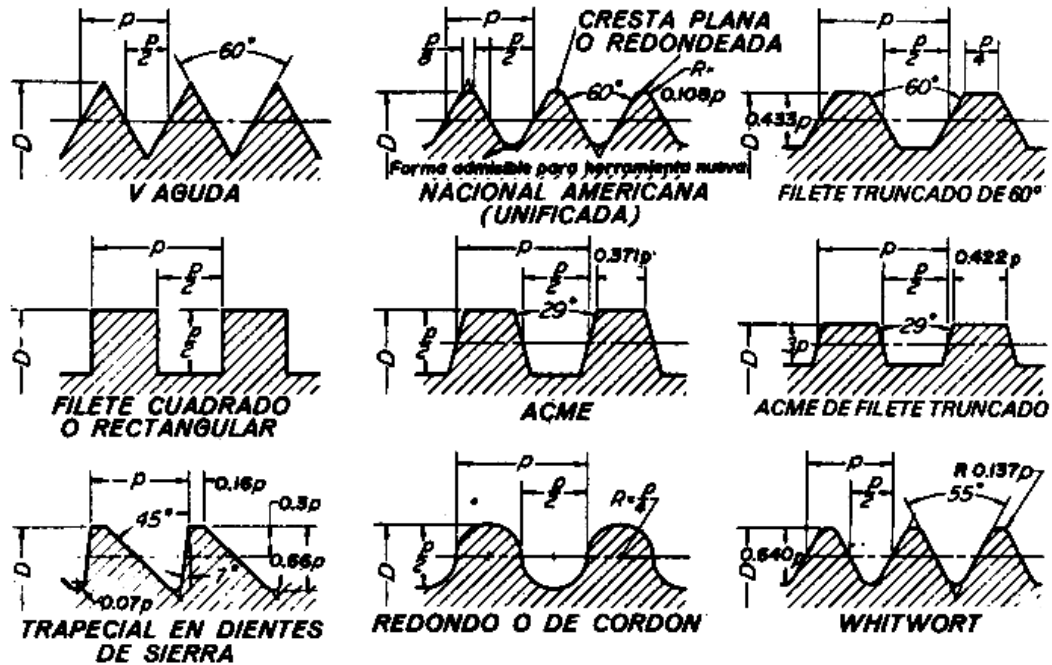 p
p/2
60°
D
V AGUDA
p
p/8
p/2
CRESTA PLANA
O REDONDEADA
R=
0.108p
60°
D
Forma admisible para herramienta nueva
NACIONAL AMERICANA
(UNIFICADA)
p/2
p/4
60°
0.433p
D
FILETE TRUNCADO DE 60°
p
p/2
p/2
D
FILETE CUADRADO
O RECTANGULAR
p
p/2
0.371p
29°
p/2
D
ACME
p
p/2
0.422p
29°
D
ACME DE FILETE TRUNCADO
p
0.16p
0.3p
45°
0.66p
7°
D
0.07p
TRAPECIAL EN DIENTES
DE SIERRA
p
p/2
R=p/4
p/2
D
REDONDO O DE CORDON
p
p/2
R 0.137p
55°
0.640p
D
WHITWORT